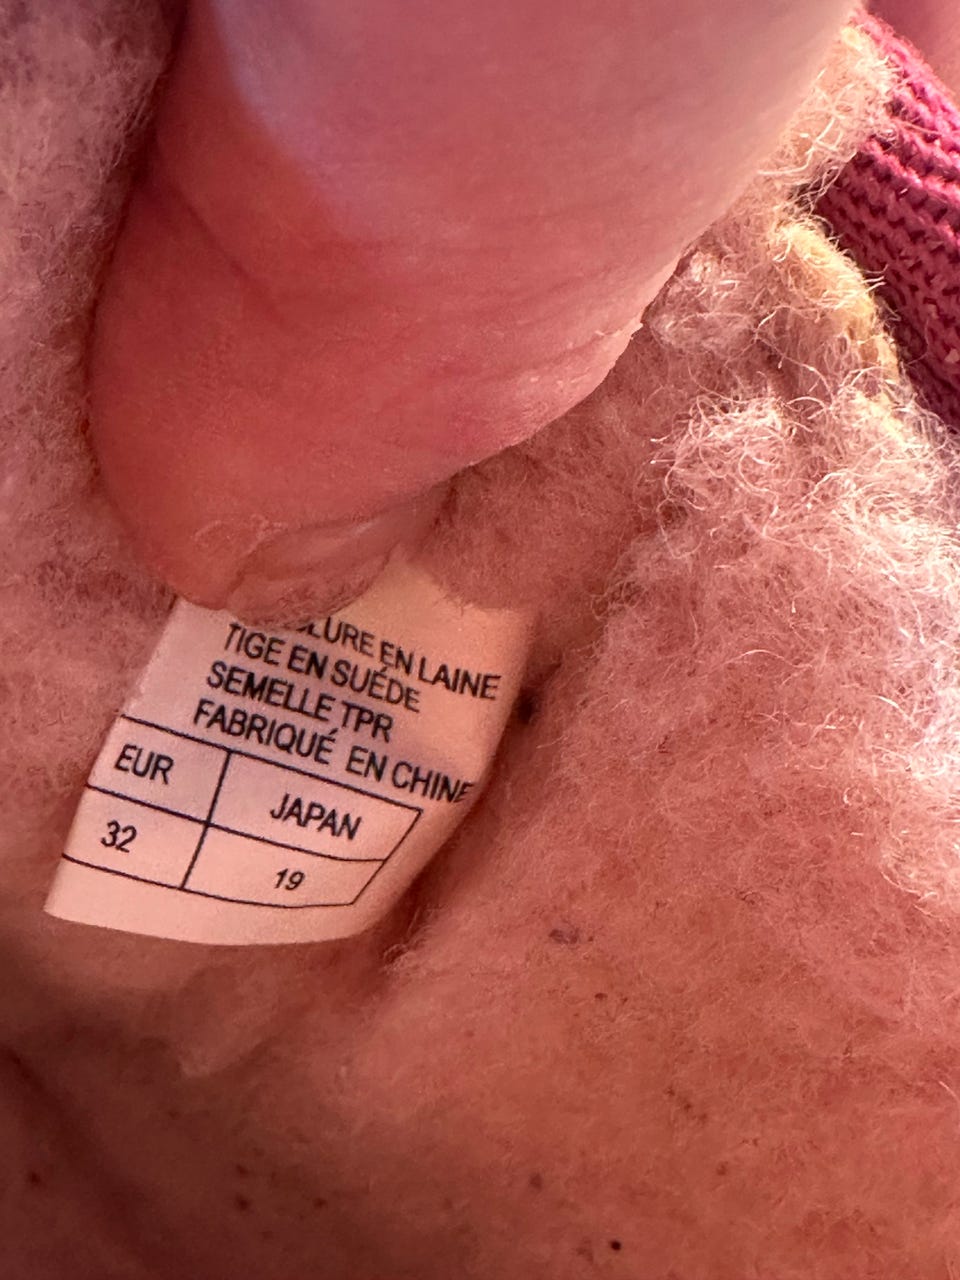 EN LAINE
TIGE EN SUÉDE
SEMELLE TPR
FABRIQUÉ EN CHINE
EUR JAPAN
32 19